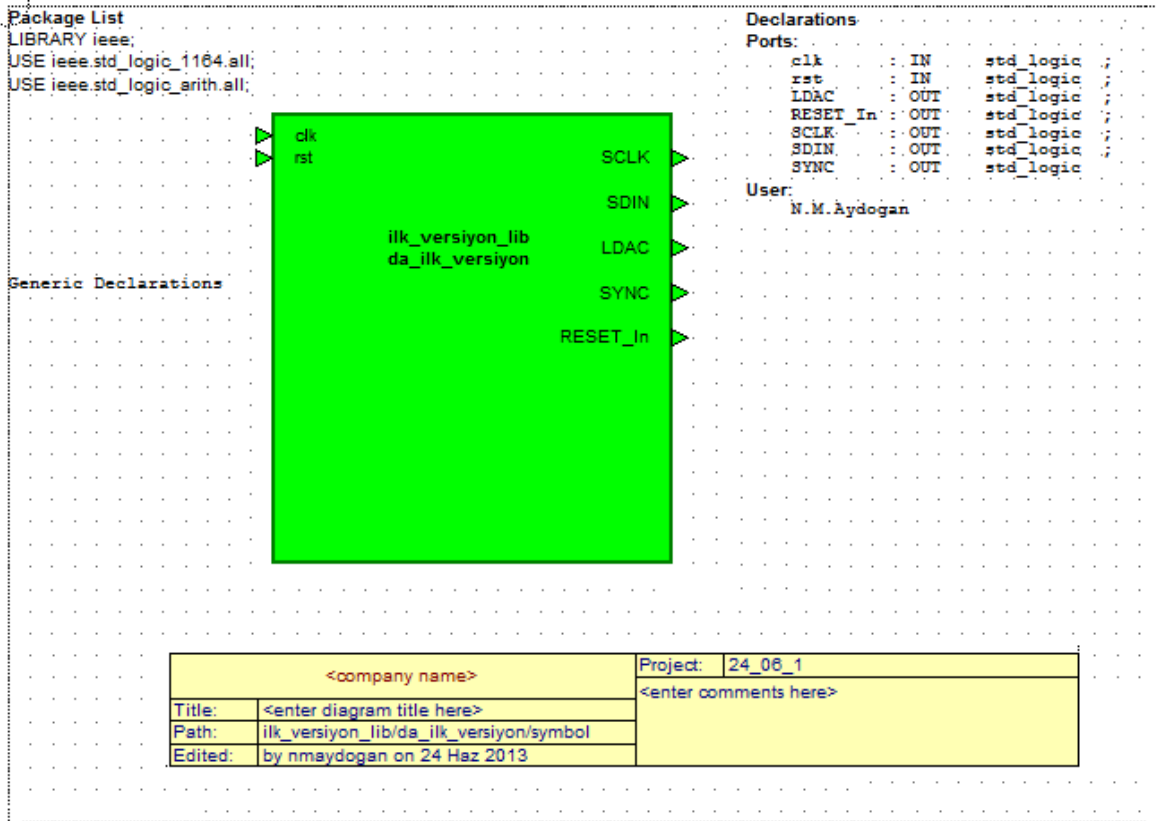 Package List
LIBRARY ieee;
USE ieee.std_logic_1164.all;
USE ieee.std_logic_arith.all;
Declarations
Ports:
clk : IN std_logic ;
rst : IN std_logic ;
LDAC : OUT std_logic ;
RESET_In : OUT std_logic ;
SCLK : OUT std_logic ;
SDIN : OUT std_logic ;
SYNC : OUT std_logic
User:
N.M.Aydogan
clk
rst
SCLK
SDIN
LDAC
SYNC
RESET_In
ilk_versiyon_lib
da_ilk_versiyon
Generic Declarations
<company name>
Title: <enter diagram title here>
Path: ilk_versiyon_lib/da_ilk_versiyon/symbol
Edited: by nmaydogan on 24 Haz 2013
Project: 24_06_1
<enter comments here>